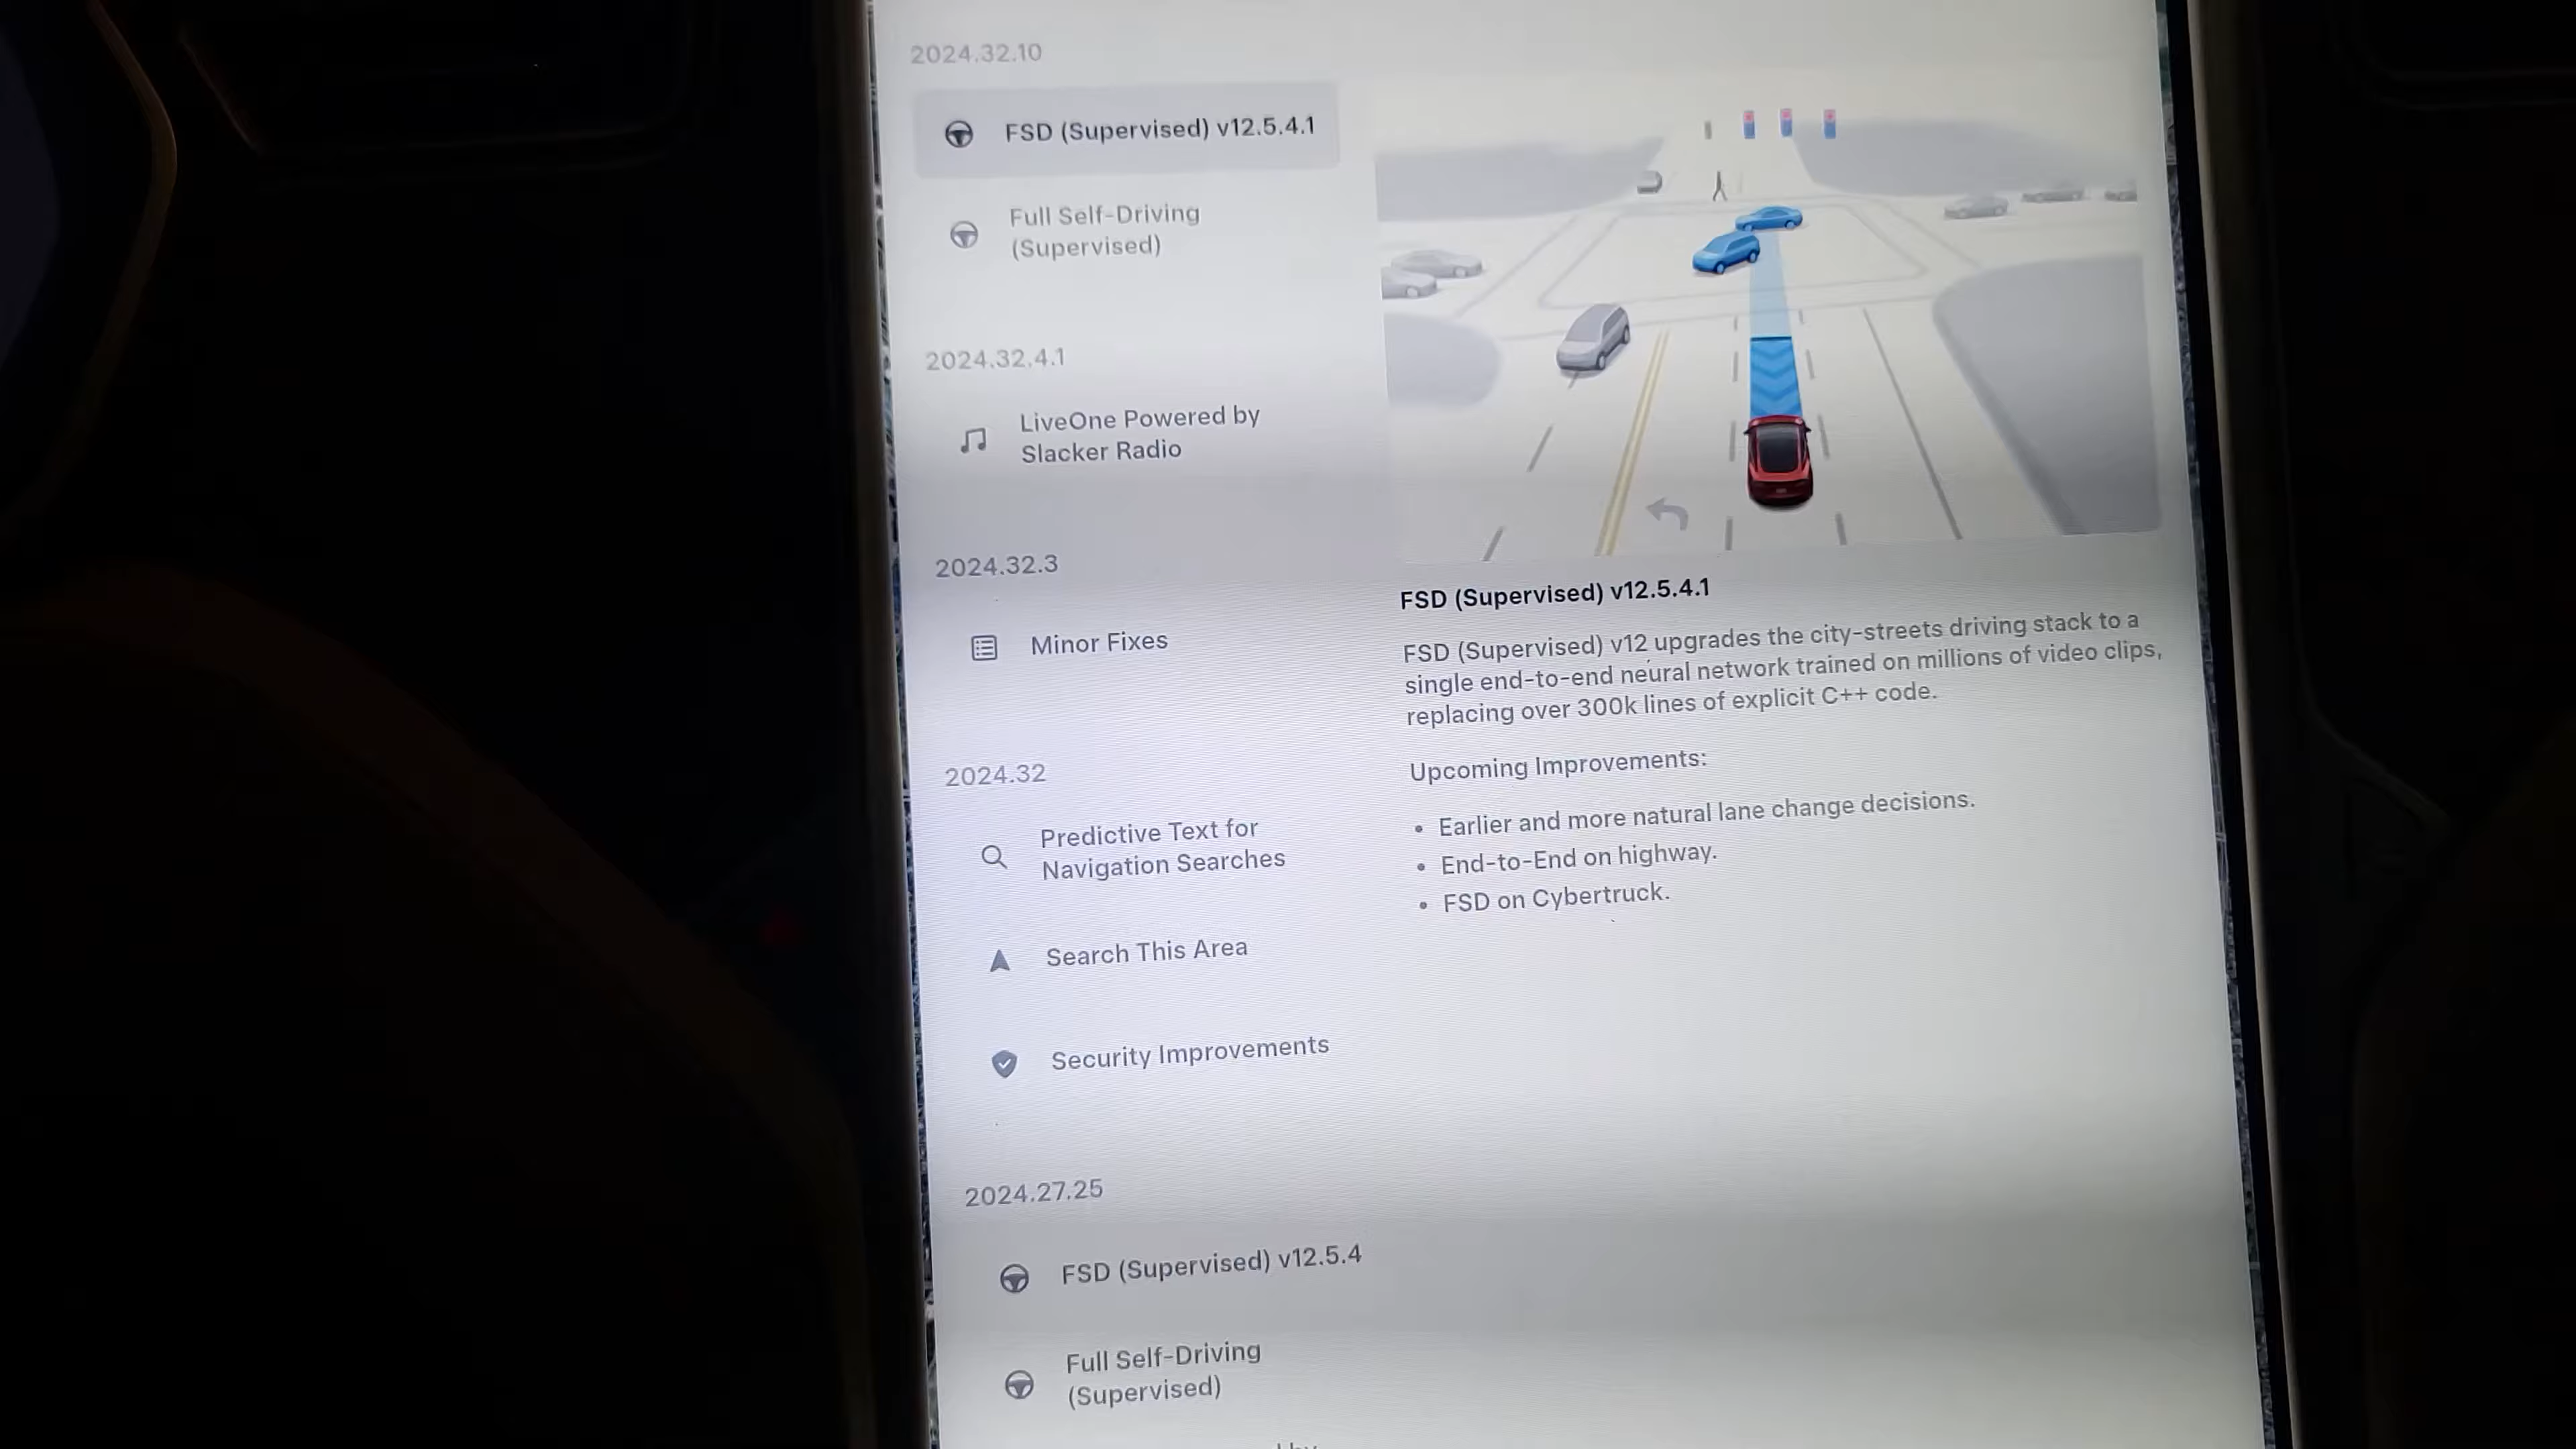 2024.32.10
FSD (Supervised) v12.5.4.1
Full Self-Driving
(Supervised)
2024.32.4.1
LiveOne Powered by
Slacker Radio
2024.32.3
Minor Fixes
2024.32
Predictive Text for
Navigation Searches
Search This Area
Security Improvements
2024.27.25
FSD (Supervised) v12.5.4
Full Self-Driving
(Supervised)
FSD (Supervised) v12.5.4.1
FSD (Supervised) v12 upgrades the city-streets driving stack to a
single end-to-end neural network trained on millions of video clips,
replacing over 300k lines of explicit C++ code.
Upcoming Improvements:
• Earlier and more natural lane change decisions.
• End-to-End on highway.
• FSD on Cybertruck.